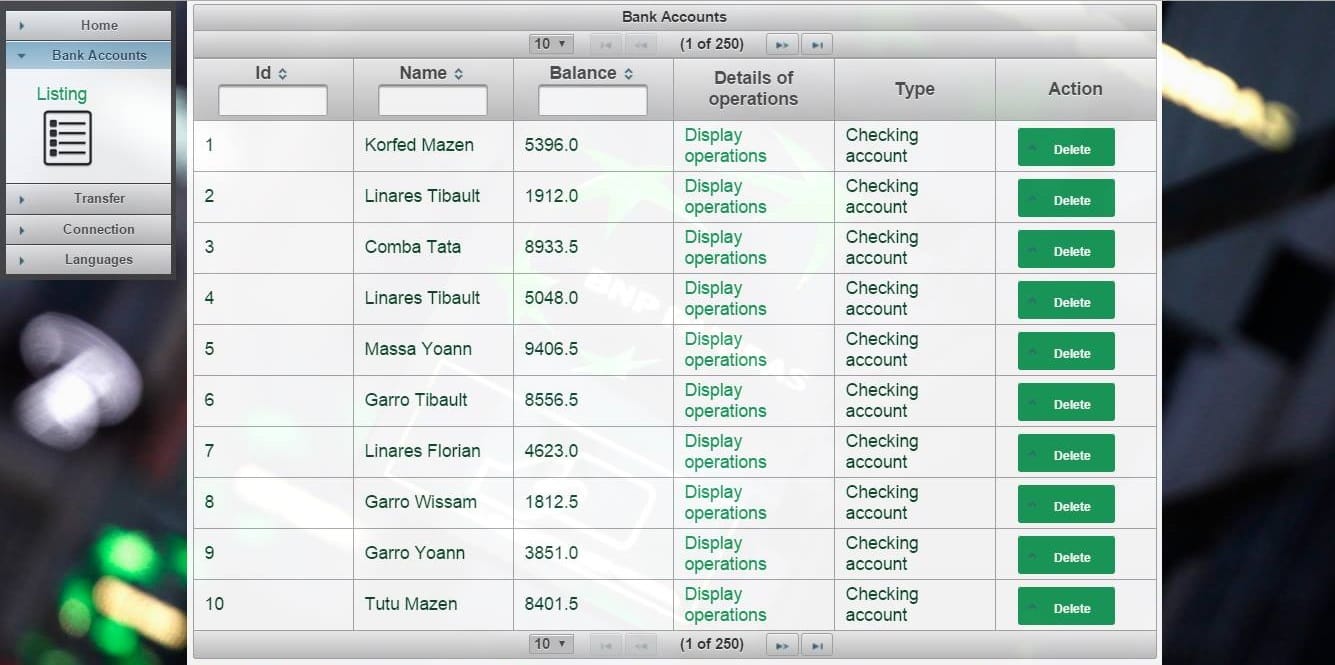 Home
Bank Accounts
Listing
Transfer
Connection
Languages
Bank Accounts
10 (1 of 250)
Id Name Balance Details of operations Type Action
1 Korfed Mazen 5396.0 Display operations Checking account Delete
2 Linares Tibault 1912.0 Display operations Checking account Delete
3 Comba Tata 8933.5 Display operations Checking account Delete
4 Linares Tibault 5048.0 Display operations Checking account Delete
5 Massa Yoann 9406.5 Display operations Checking account Delete
6 Garro Tibault 8556.5 Display operations Checking account Delete
7 Linares Florian 4623.0 Display operations Checking account Delete
8 Garro Wissam 1812.5 Display operations Checking account Delete
9 Garro Yoann 3851.0 Display operations Checking account Delete
10 Tutu Mazen 8401.5 Display operations Checking account Delete
10 (1 of 250)
BNP